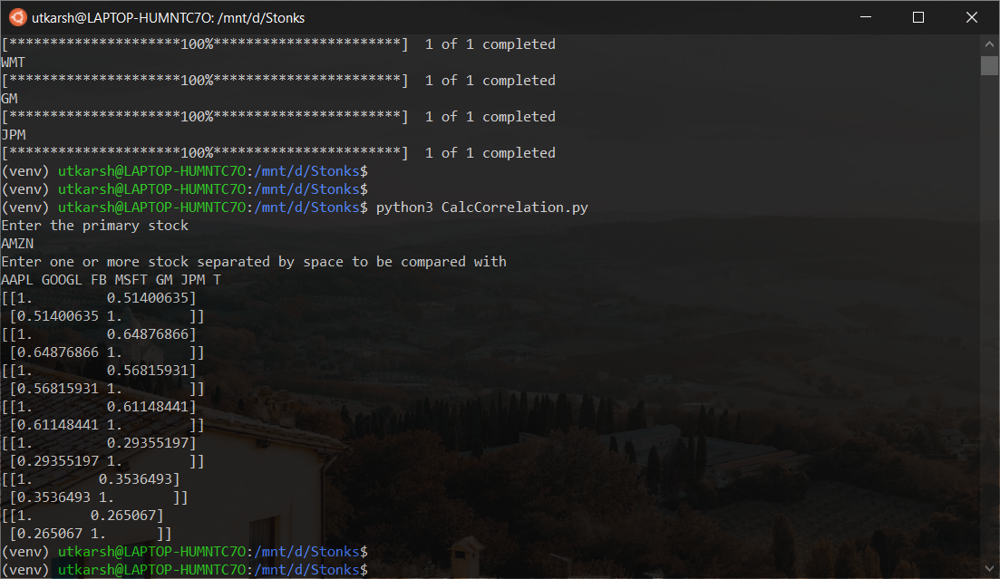 utkarsh@LAPTOP-HUMNTC7O: /mnt/d/Stonks
[*********************100%***********************]  1 of 1 completed
WMT
[*********************100%***********************]  1 of 1 completed
GM
[*********************100%***********************]  1 of 1 completed
JPM
[*********************100%***********************]  1 of 1 completed
(venv) utkarsh@LAPTOP-HUMNTC7O:/mnt/d/Stonks$
(venv) utkarsh@LAPTOP-HUMNTC7O:/mnt/d/Stonks$
(venv) utkarsh@LAPTOP-HUMNTC7O:/mnt/d/Stonks$ python3 CalcCorrelation.py
Enter the primary stock
AMZN
Enter one or more stock separated by space to be compared with
AAPL GOOGL FB MSFT GM JPM T
[[1.         0.51400635]
 [0.51400635 1.        ]]
[[1.         0.64876866]
 [0.64876866 1.        ]]
[[1.         0.56815931]
 [0.56815931 1.        ]]
[[1.         0.61148441]
 [0.61148441 1.        ]]
[[1.         0.29355197]
 [0.29355197 1.        ]]
[[1.        0.3536493]
 [0.3536493 1.       ]]
[[1.       0.265067]
 [0.265067 1.      ]]
(venv) utkarsh@LAPTOP-HUMNTC7O:/mnt/d/Stonks$
(venv) utkarsh@LAPTOP-HUMNTC7O:/mnt/d/Stonks$